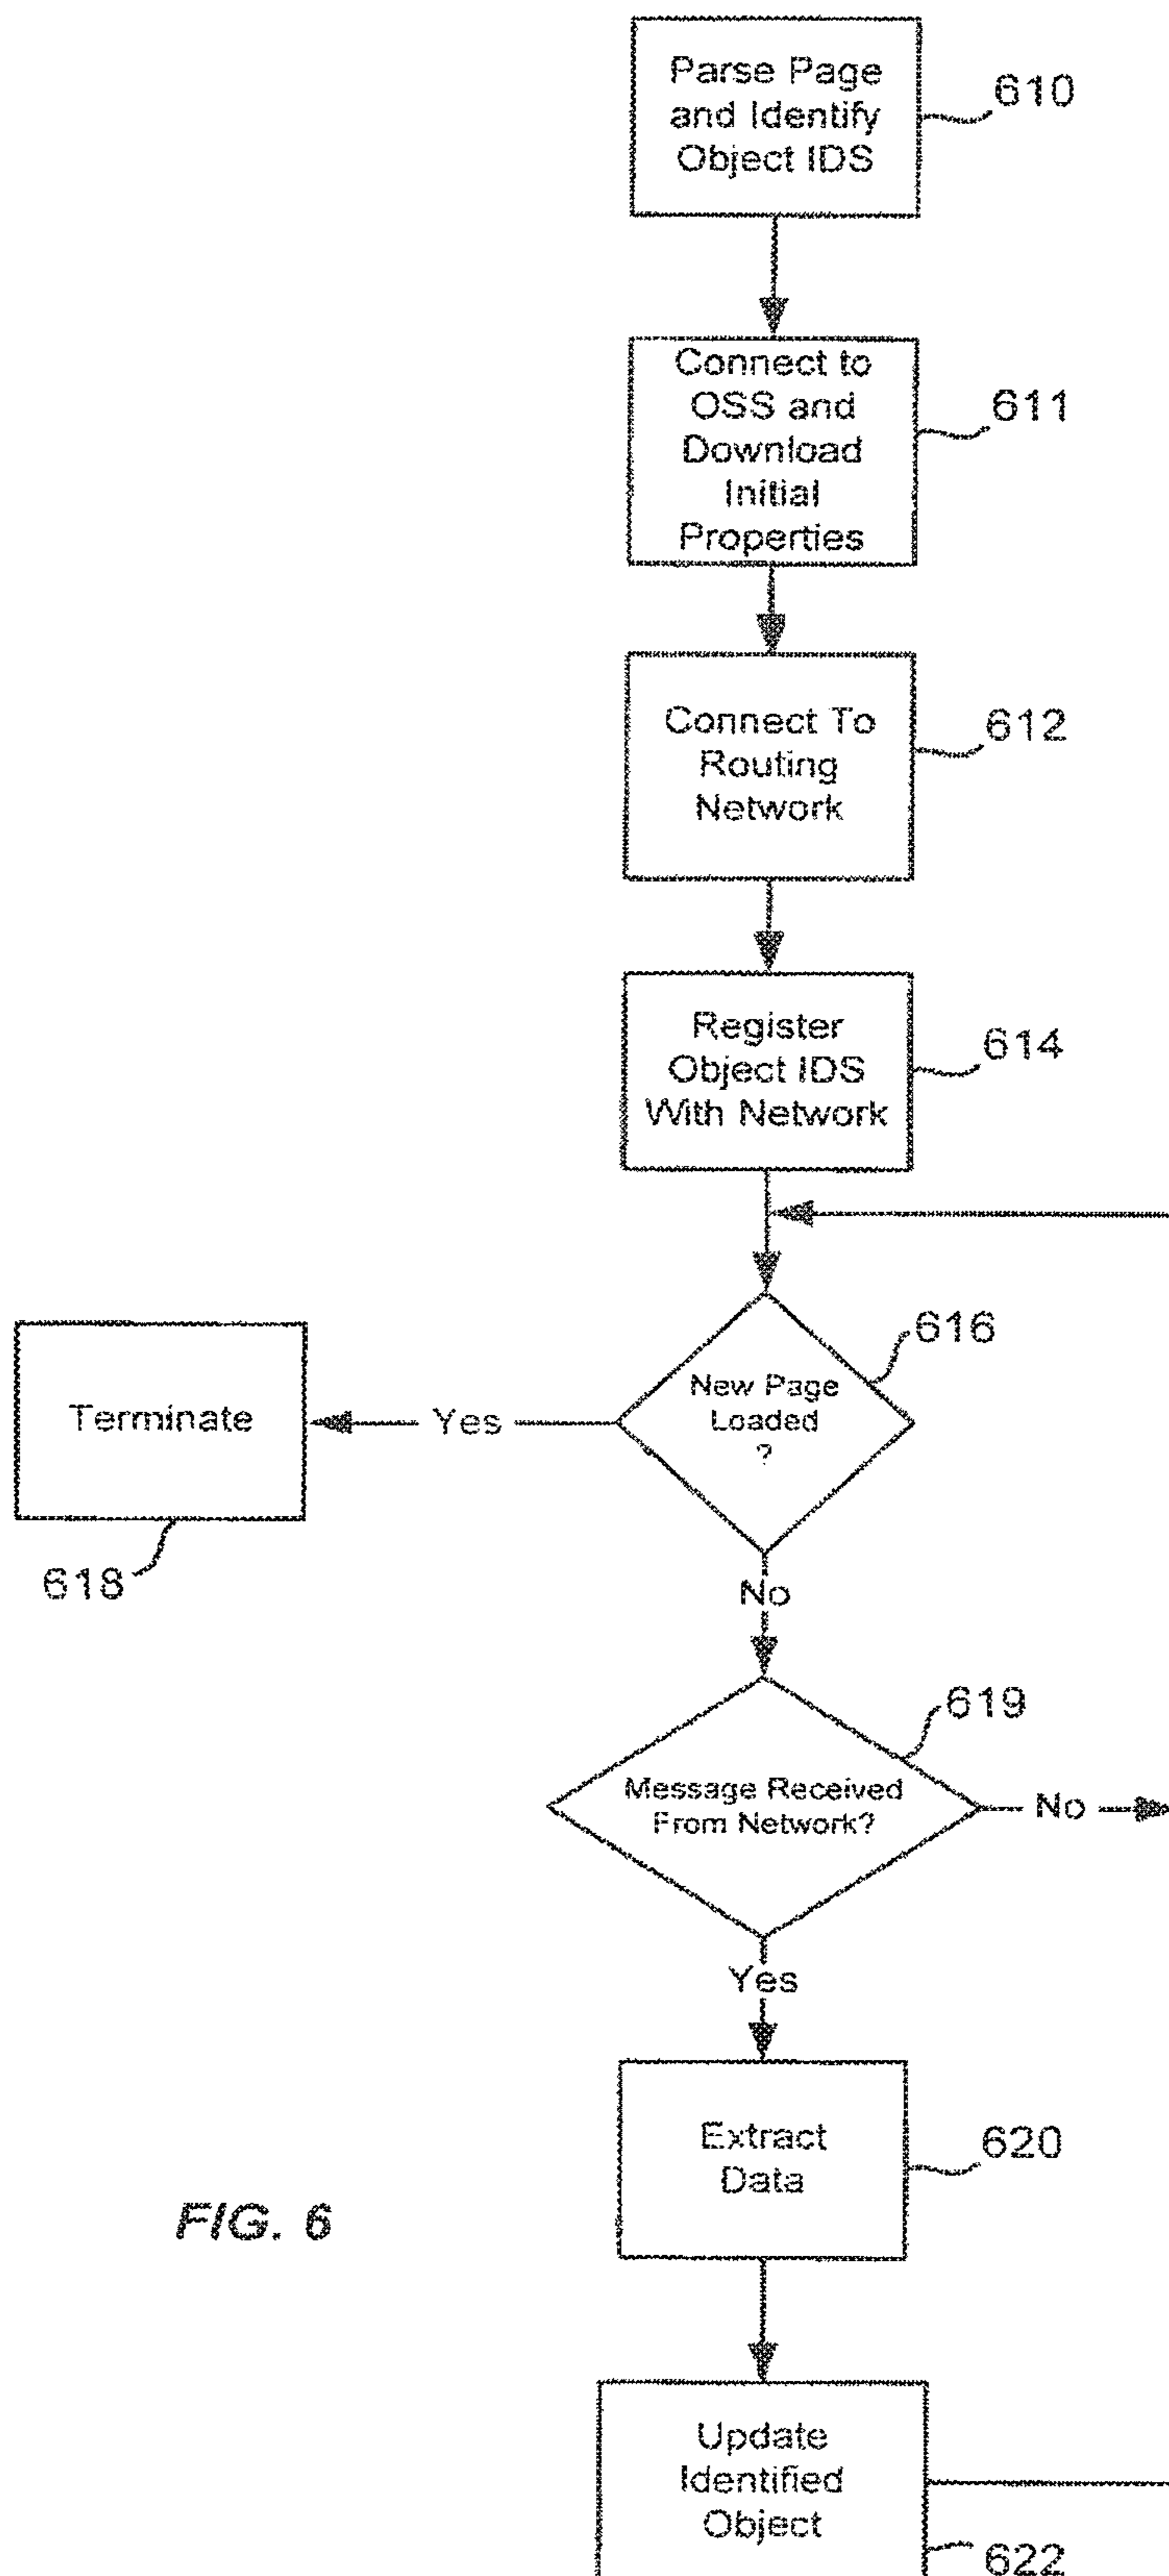 Parse Page
and Identify
Object IDS
610
Connect to
OSS and
Download
Initial
Properties
611
Connect To
Routing
Network
612
Register
Object IDS
With Network
614
New Page
Loaded
?
616
Yes
Terminate
618
No
Message Received
From Network?
619
No
Yes
Extract
Data
620
FIG. 6
Update
Identified
Object
622